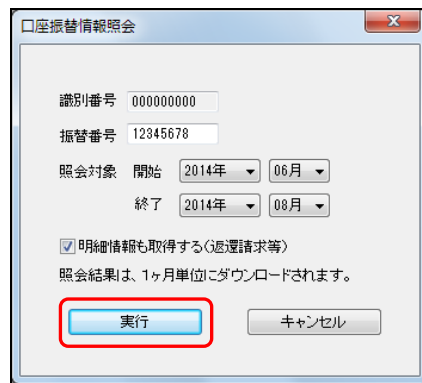 口座振替情報照会
識別番号 000000000
振替番号 12345678
照会対象 開始 2014年 06月
終了 2014年 08月
明細情報も取得する(返還請求等)
照会結果は、1ヶ月単位にダウンロードされます。
実行 キャンセル